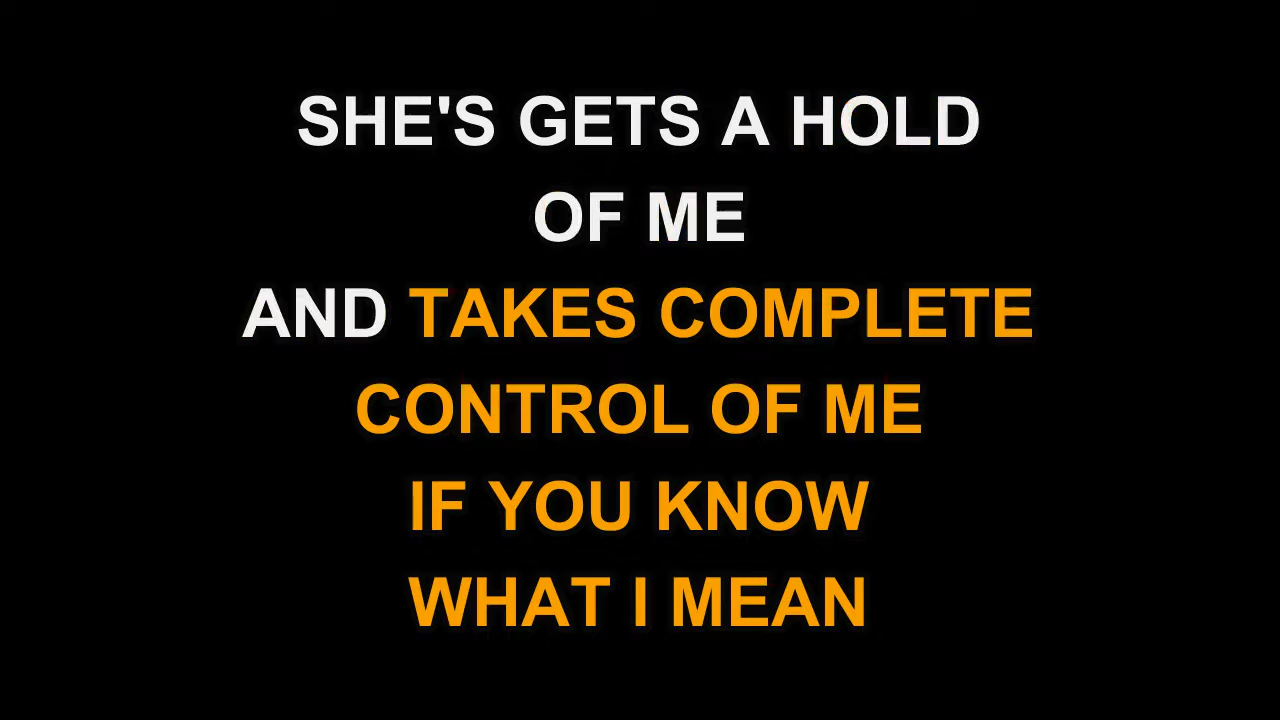 SHE'S GETS A HOLD
OF ME
AND TAKES COMPLETE
CONTROL OF ME
IF YOU KNOW
WHAT I MEAN